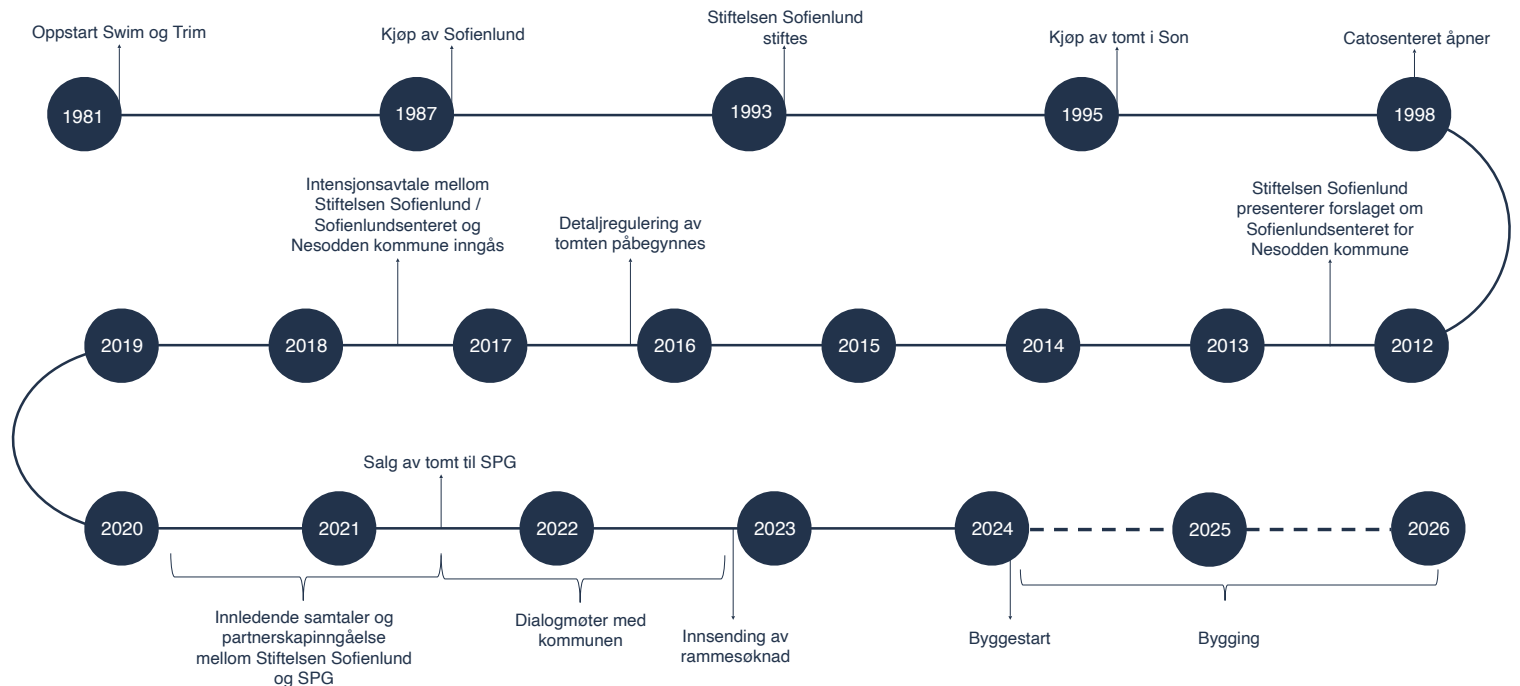 Oppstart Swim og Trim
Kjøp av Sofienlund
Stiftelsen Sofienlund
stiftes
Kjøp av tomt i Son
Catosenteret åpner
1981
1987
1993
1995
1998
Intensjonsavtale mellom
Stiftelsen Sofienlund /
Sofienlundsenteret og
Nesodden kommune inngås
Detaljregulering av
tomten påbegynnes
Stiftelsen Sofienlund
presenterer forslaget om
Sofienlundsenteret for
Nesodden kommune
2019
2018
2017
2016
2015
2014
2013
2012
Salg av tomt til SPG
2020
2021
2022
2023
2024
2025
2026
Innledende samtaler og
partnerskapinngåelse
mellom Stiftelsen Sofienlund
og SPG
Dialogmøter med
kommunen
Innsending av
rammesøknad
Byggestart
Bygging